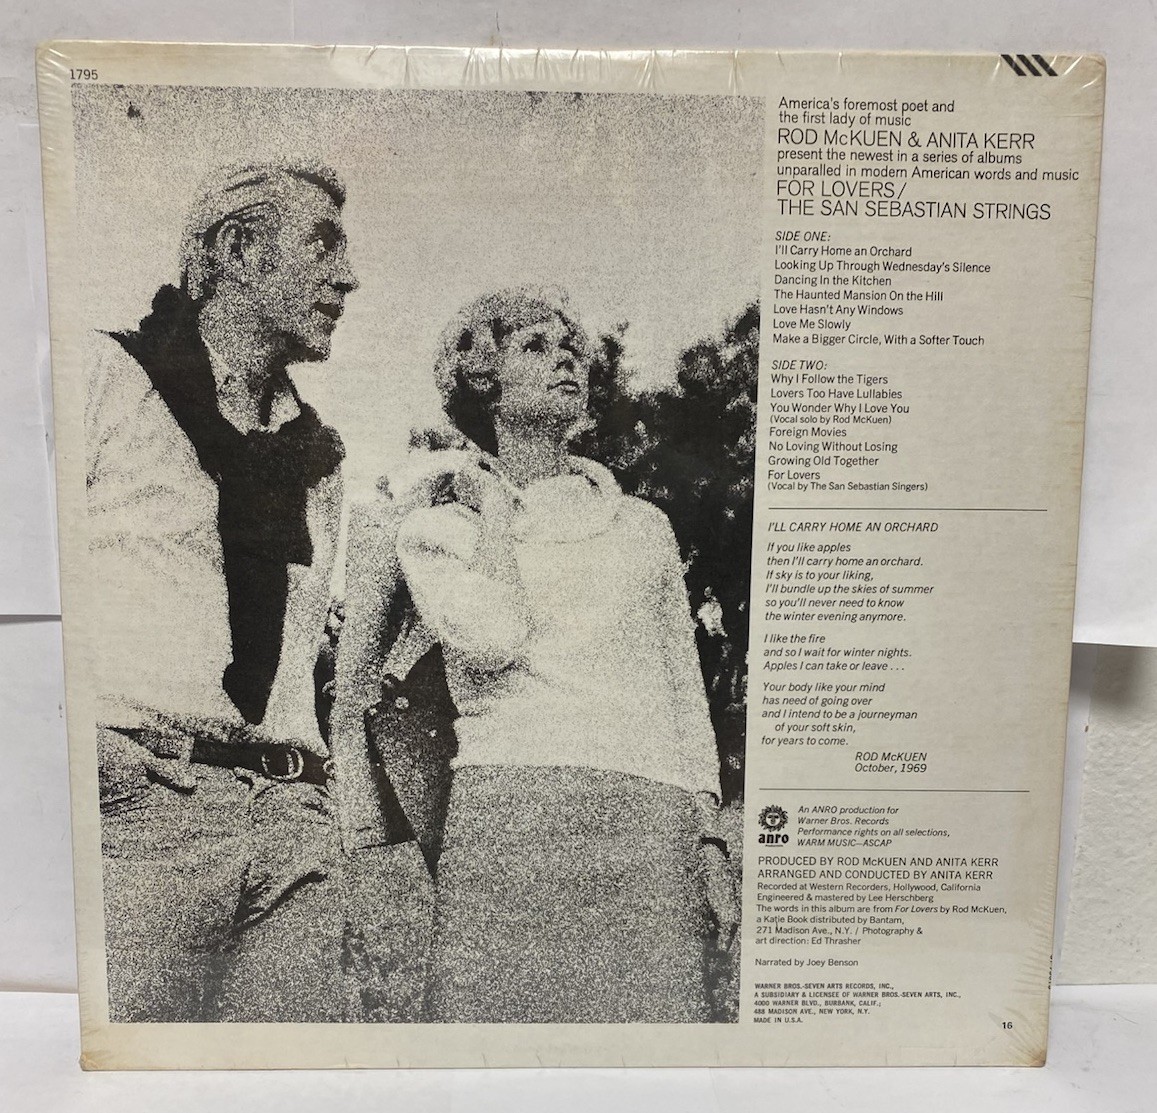 1795
America's foremost poet and
the first lady of music
ROD McKUEN & ANITA KERR
present the newest in a series of albums
unparalled in modern American words and music
FOR LOVERS/
THE SAN SEBASTIAN STRINGS
SIDE ONE:
I'll Carry Home an Orchard
Looking Up Through Wednesday's Silence
Dancing In the Kitchen
The Haunted Mansion On the Hill
Love Hasn't Any Windows
Love Me Slowly
Make a Bigger Circle, With a Softer Touch
SIDE TWO:
Why I Follow the Tigers
Lovers Too Have Lullabies
You Wonder Why I Love You
(Vocal solo by Rod McKuen)
Foreign Movies
No Loving Without Losing
Growing Old Together
For Lovers
(Vocal by The San Sebastian Singers)
I'LL CARRY HOME AN ORCHARD
If you like apples
then I'll carry home an orchard.
If sky is to your liking,
I'll bundle up the skies of summer
so you'll never need to know
the winter evening anymore.
I like the fire
and so I wait for winter nights.
Apples I can take or leave . . .
Your body like your mind
has need of going over
and I intend to be a journeyman
of your soft skin,
for years to come.
ROD McKUEN
October, 1969
anro
An ANRO production for
Warner Bros. Records
Performance rights on all selections,
WARM MUSIC—ASCAP
PRODUCED BY ROD McKUEN AND ANITA KERR
ARRANGED AND CONDUCTED BY ANITA KERR
Recorded at Western Recorders, Hollywood, California
Engineered & mastered by Lee Herschberg
The words in this album are from For Lovers by Rod McKuen,
a Katie Book distributed by Bantam,
271 Madison Ave., N.Y. / Photography &
art direction: Ed Thrasher
Narrated by Joey Benson
WARNER BROS.-SEVEN ARTS RECORDS, INC.,
A SUBSIDIARY & LICENSEE OF WARNER BROS.-SEVEN ARTS, INC.,
4000 WARNER BLVD., BURBANK, CALIF.;
488 MADISON AVE., NEW YORK, N.Y.
MADE IN U.S.A.
16